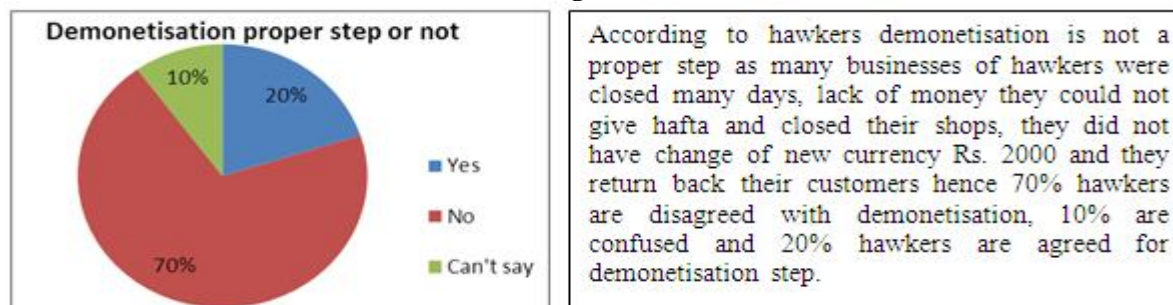 Demonetisation proper step or not
10%
20%
70%
Yes
No
Can't say
According to hawkers demonetisation is not a
proper step as many businesses of hawkers were
closed many days, lack of money they could not
give hafta and closed their shops, they did not
have change of new currency Rs. 2000 and they
return back their customers hence 70% hawkers
are disagreed with demonetisation, 10% are
confused and 20% hawkers are agreed for
demonetisation step.